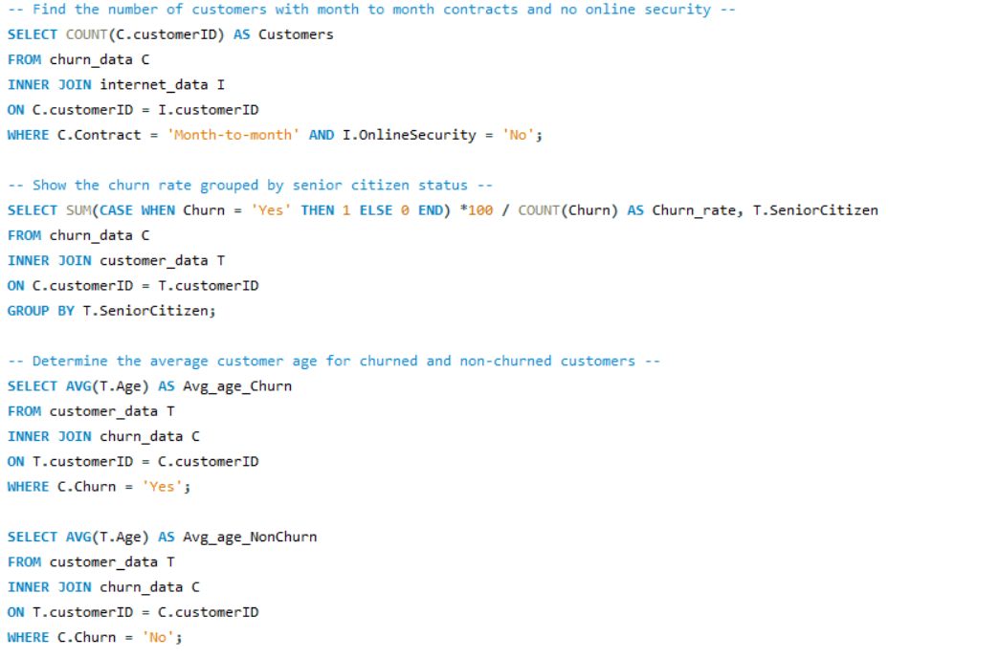 -- Find the number of customers with month to month contracts and no online security --
SELECT COUNT(C.customerID) AS Customers
FROM churn_data C
INNER JOIN internet_data I
ON C.customerID = I.customerID
WHERE C.Contract = 'Month-to-month' AND I.OnlineSecurity = 'No';

-- Show the churn rate grouped by senior citizen status --
SELECT SUM(CASE WHEN Churn = 'Yes' THEN 1 ELSE 0 END) *100 / COUNT(Churn) AS Churn_rate, T.SeniorCitizen
FROM churn_data C
INNER JOIN customer_data T
ON C.customerID = T.customerID
GROUP BY T.SeniorCitizen;

-- Determine the average customer age for churned and non-churned customers --
SELECT AVG(T.Age) AS Avg_age_Churn
FROM customer_data T
INNER JOIN churn_data C
ON T.customerID = C.customerID
WHERE C.Churn = 'Yes';

SELECT AVG(T.Age) AS Avg_age_NonChurn
FROM customer_data T
INNER JOIN churn_data C
ON T.customerID = C.customerID
WHERE C.Churn = 'No';